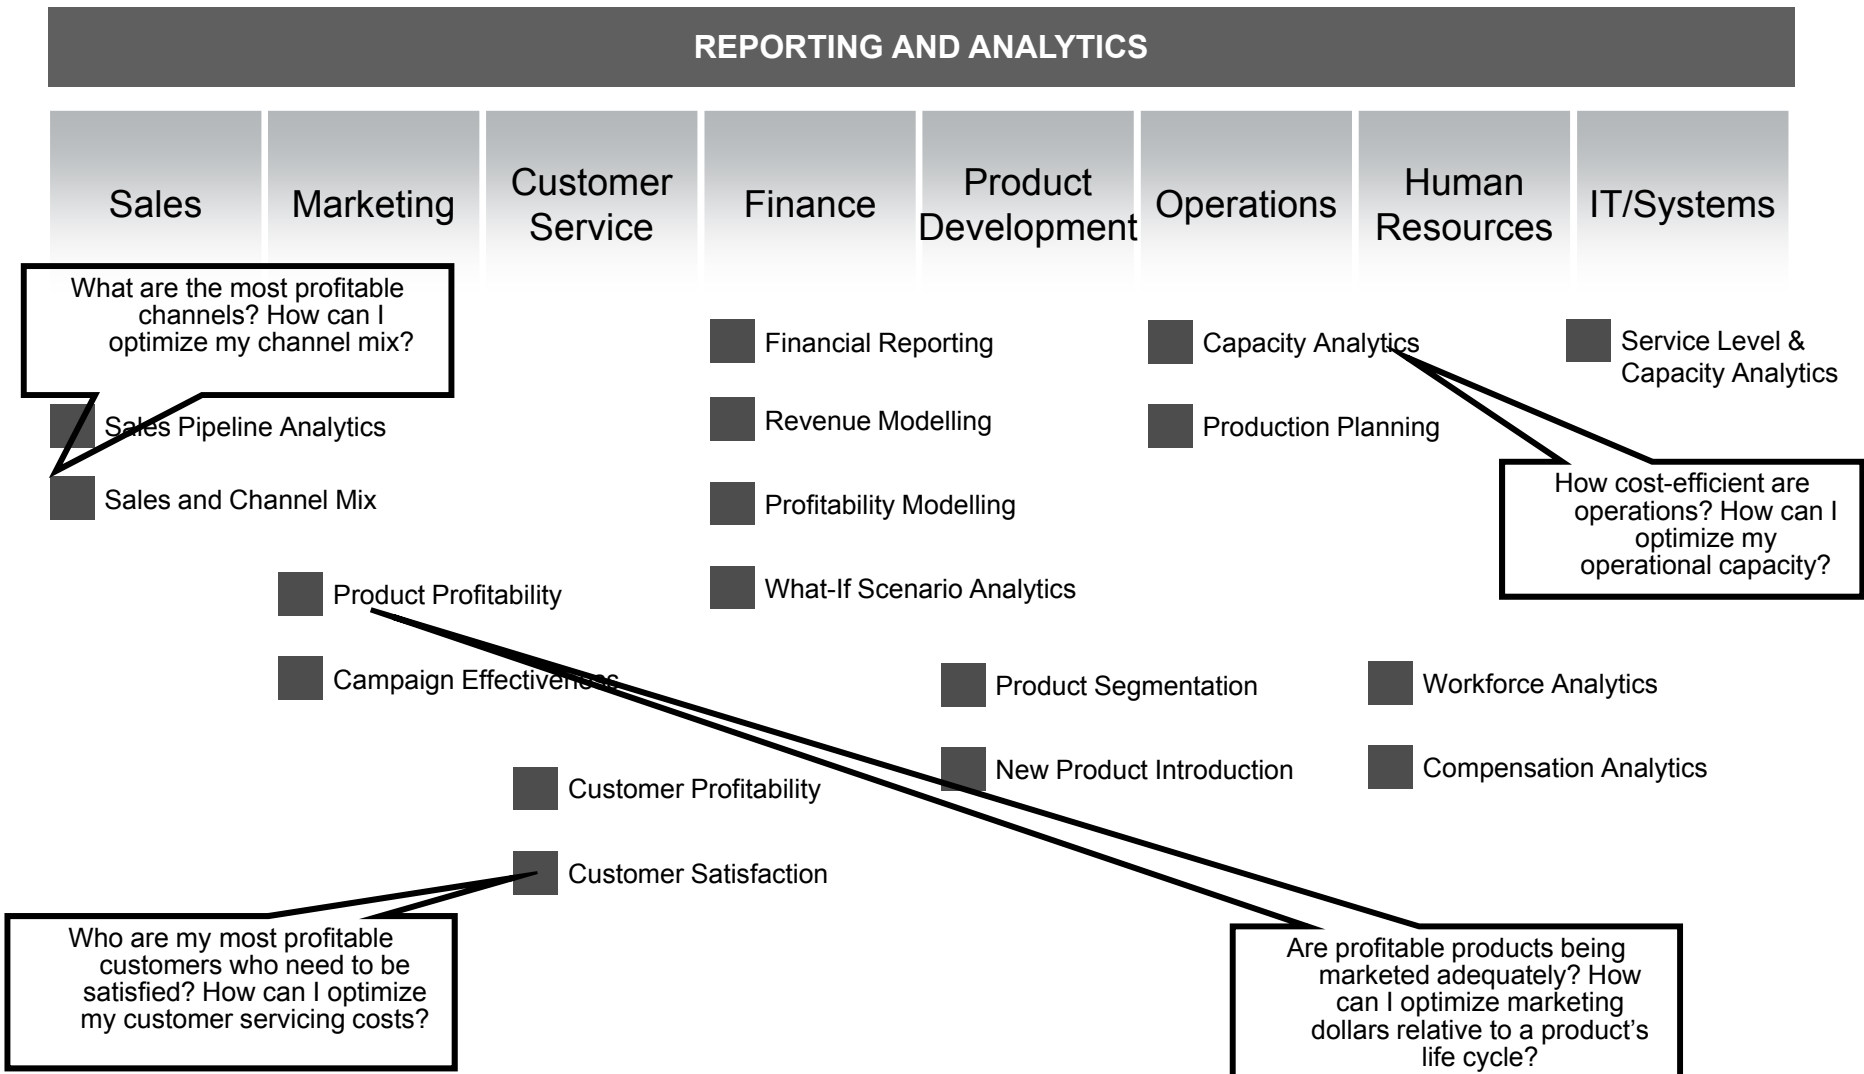 REPORTING AND ANALYTICS
Sales
Marketing
Customer
Service
Finance
Product
Development
Operations
Human
Resources
IT/Systems
What are the most profitable
channels? How can I
optimize my channel mix?
Sales Pipeline Analytics
Sales and Channel Mix
Product Profitability
Campaign Effectiveness
Customer Profitability
Customer Satisfaction
Who are my most profitable
customers who need to be
satisfied? How can I optimize
my customer servicing costs?
Financial Reporting
Revenue Modelling
Profitability Modelling
What-If Scenario Analytics
Product Segmentation
New Product Introduction
Capacity Analytics
Production Planning
Workforce Analytics
Compensation Analytics
Service Level &
Capacity Analytics
How cost-efficient are
operations? How can I
optimize my
operational capacity?
Are profitable products being
marketed adequately? How
can I optimize marketing
dollars relative to a product’s
life cycle?